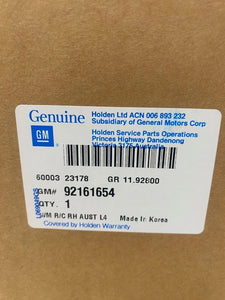 Genuine
GM
Holden Ltd ACN 006 893 232
Subsidiary of General Motors Corp
Holden Service Parts Operations
Princes Highway Dandenong
Victoria 3175 Australia
60003 23178 GR 11.92800
GM# 92161654
QTY. 1
R/C RH AUST L4 Made in Korea
Covered by Holden Warranty